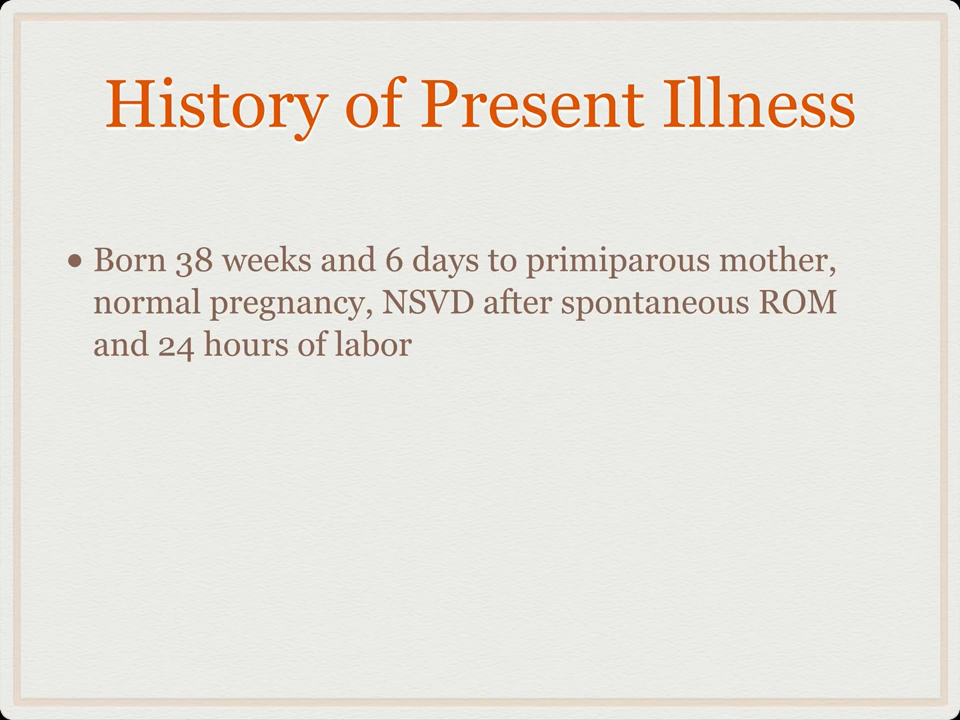 History of Present Illness
• Born 38 weeks and 6 days to primiparous mother,
normal pregnancy, NSVD after spontaneous ROM
and 24 hours of labor